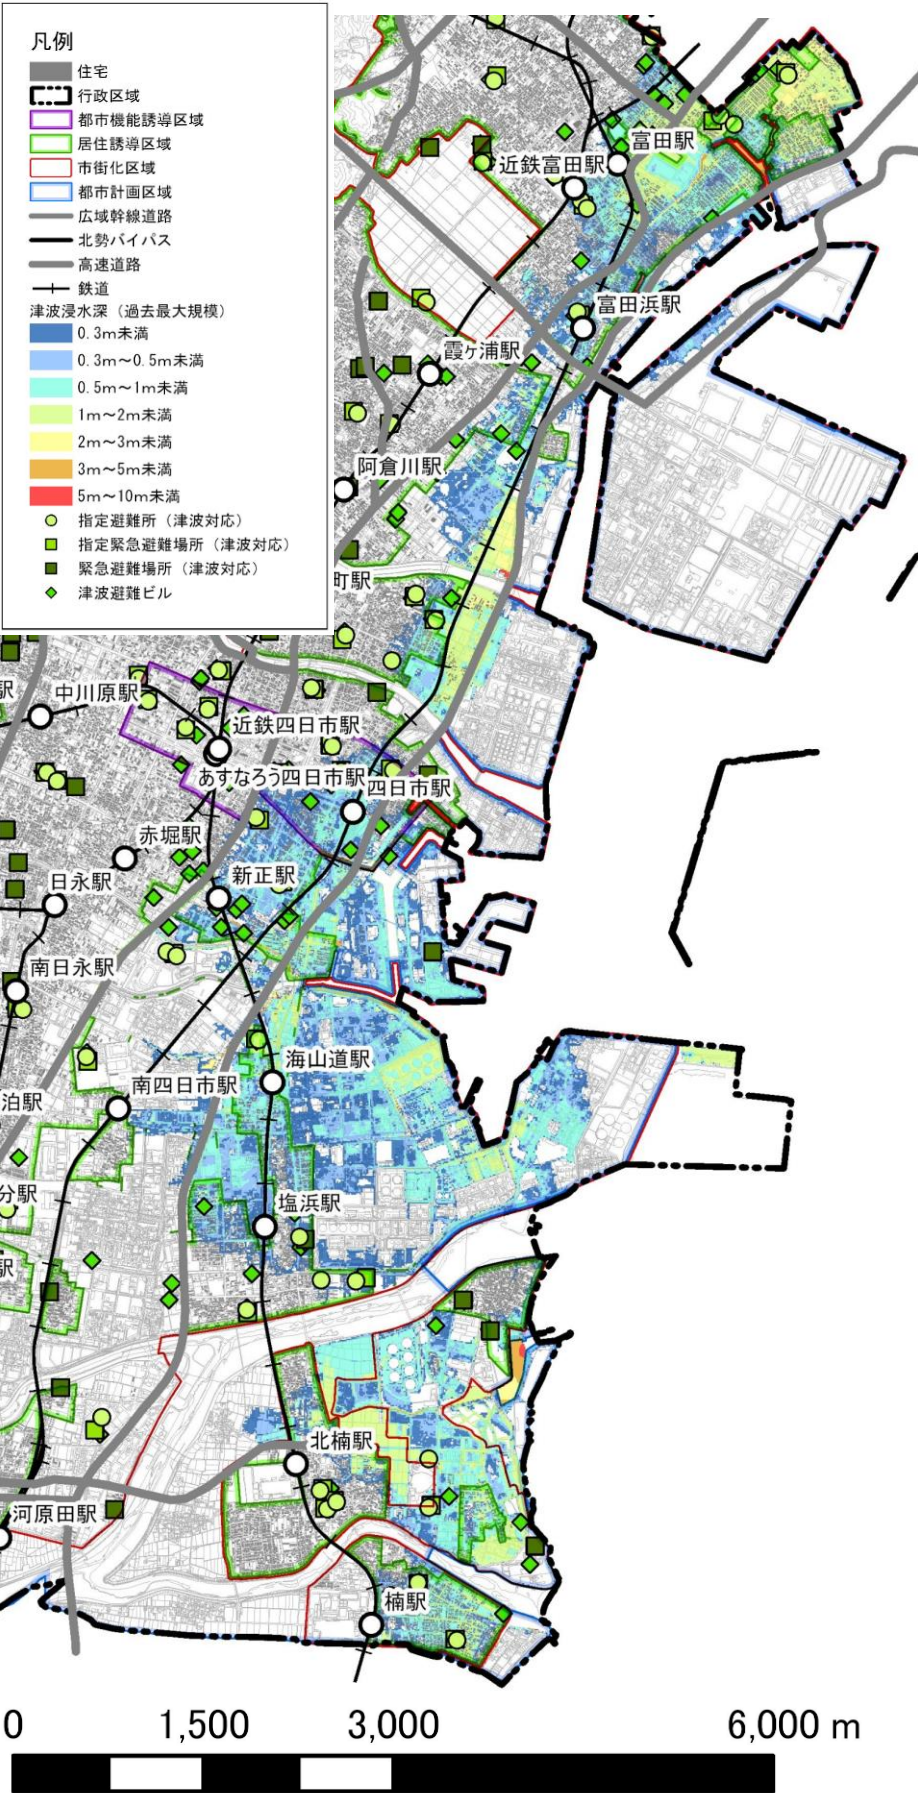 凡例
住宅
行政区域
都市機能誘導区域
居住誘導区域
市街化区域
都市計画区域
広域幹線道路
北勢バイパス
高速道路
鉄道
津波浸水深（過去最大規模）
0.3m未満
0.3m～0.5m未満
0.5m～1m未満
1m～2m未満
2m～3m未満
3m～5m未満
5m～10m未満
指定避難所（津波対応）
指定緊急避難場所（津波対応）
緊急避難場所（津波対応）
津波避難ビル
富田駅
近鉄富田駅
富田浜駅
霞ヶ浦駅
阿倉川駅
町駅
駅
中川原駅
近鉄四日市駅
あすなろう四日市駅
四日市駅
赤堀駅
日永駅
新正駅
南日永駅
海山道駅
南四日市駅
泊駅
分駅
塩浜駅
駅
北楠駅
河原田駅
楠駅
0 1,500 3,000 6,000 m